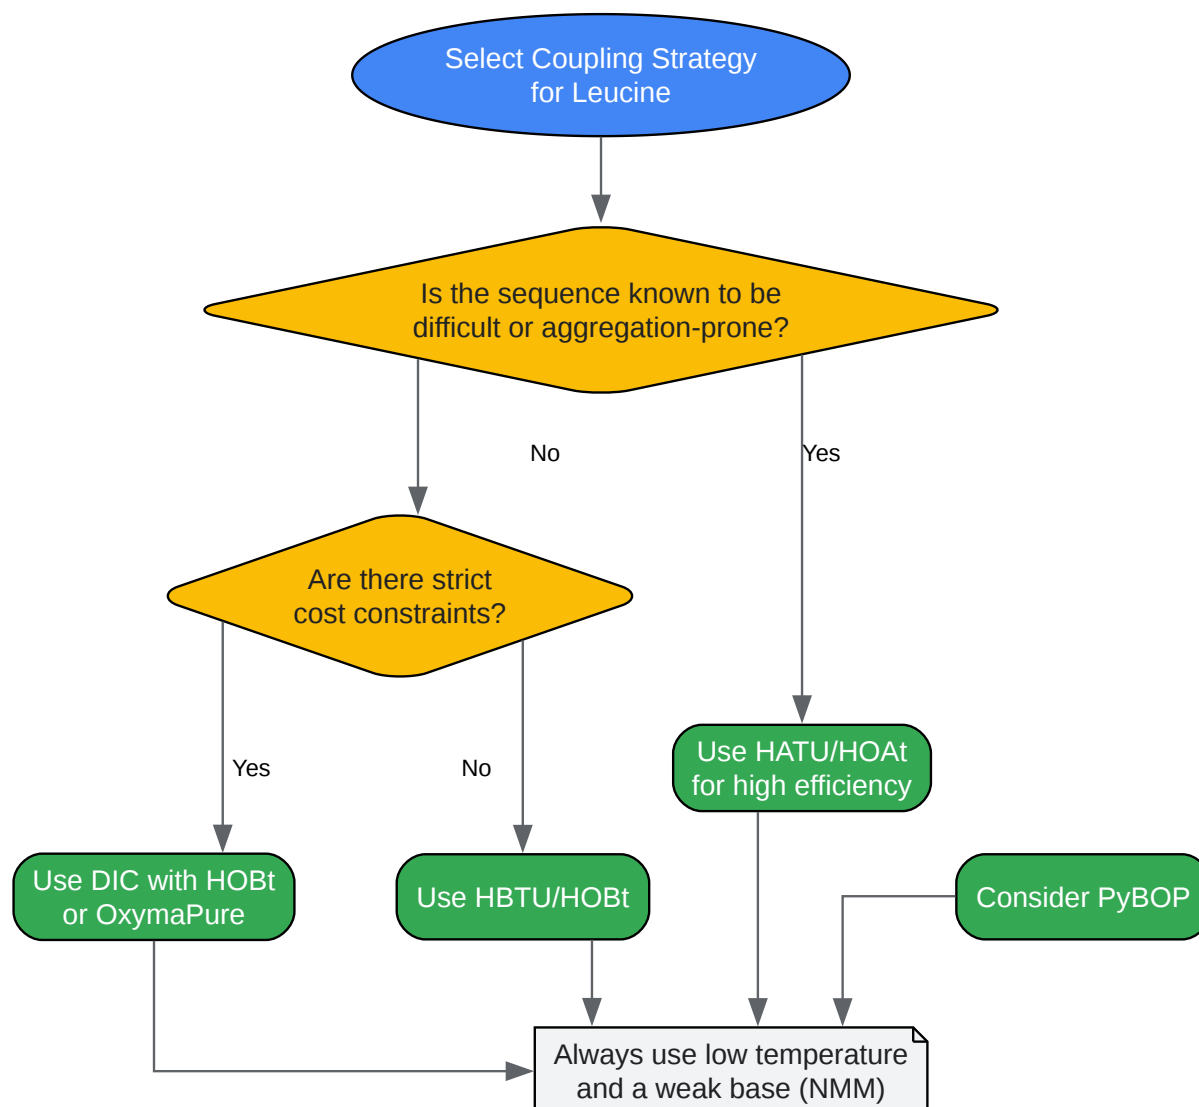 Select Coupling Strategy
for Leucine
Is the sequence known to be
difficult or aggregation-prone?
No
Yes
Are there strict
cost constraints?
Yes
No
Use HATU/HOAt
for high efficiency
Use DIC with HOBt
or OxymaPure
Use HBTU/HOBt
Consider PyBOP
Always use low temperature
and a weak base (NMM)